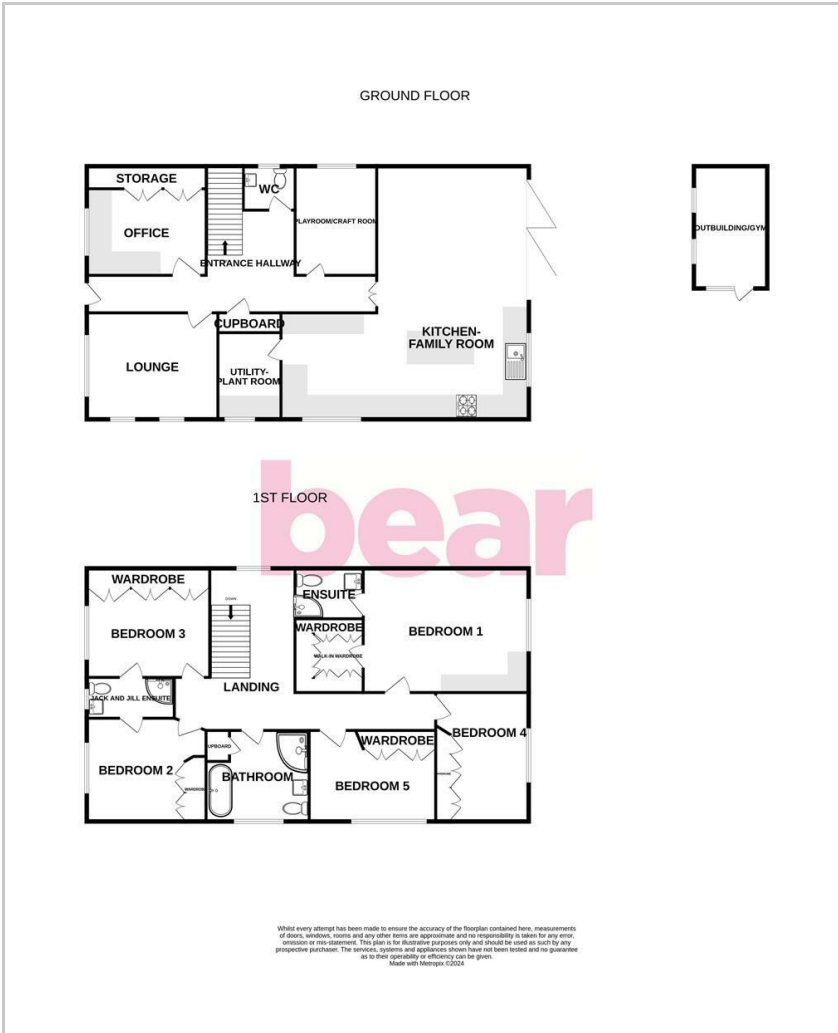 GROUND FLOOR
STORAGE
WC
OFFICE
PLAYROOM/CRAFT ROOM
OUTBUILDING/GYM
ENTRANCE HALLWAY
CUPBOARD
KITCHEN-
FAMILY ROOM
LOUNGE
UTILITY-
PLANT ROOM
1ST FLOOR
bear
WARDROBE
ENSUITE
DOWN
WARDROBE
BEDROOM 3
BEDROOM 1
WALK-IN WARDROBE
LANDING
JACK AND JILL ENSUITE
BEDROOM 4
WARDROBE
CUPBOARD
BEDROOM 2
BATHROOM
BEDROOM 5
WARDROBE
WARDROBE
Whilst every attempt has been made to ensure the accuracy of the floorplan contained here, measurements
of doors, windows, rooms and any other items are approximate and no responsibility is taken for any error,
omission or mis-statement. This plan is for illustrative purposes only and should be used as such by any
prospective purchaser. The services, systems and appliances shown have not been tested and no guarantee
as to their operability or efficiency can be given.
Made with Metropix ©2024